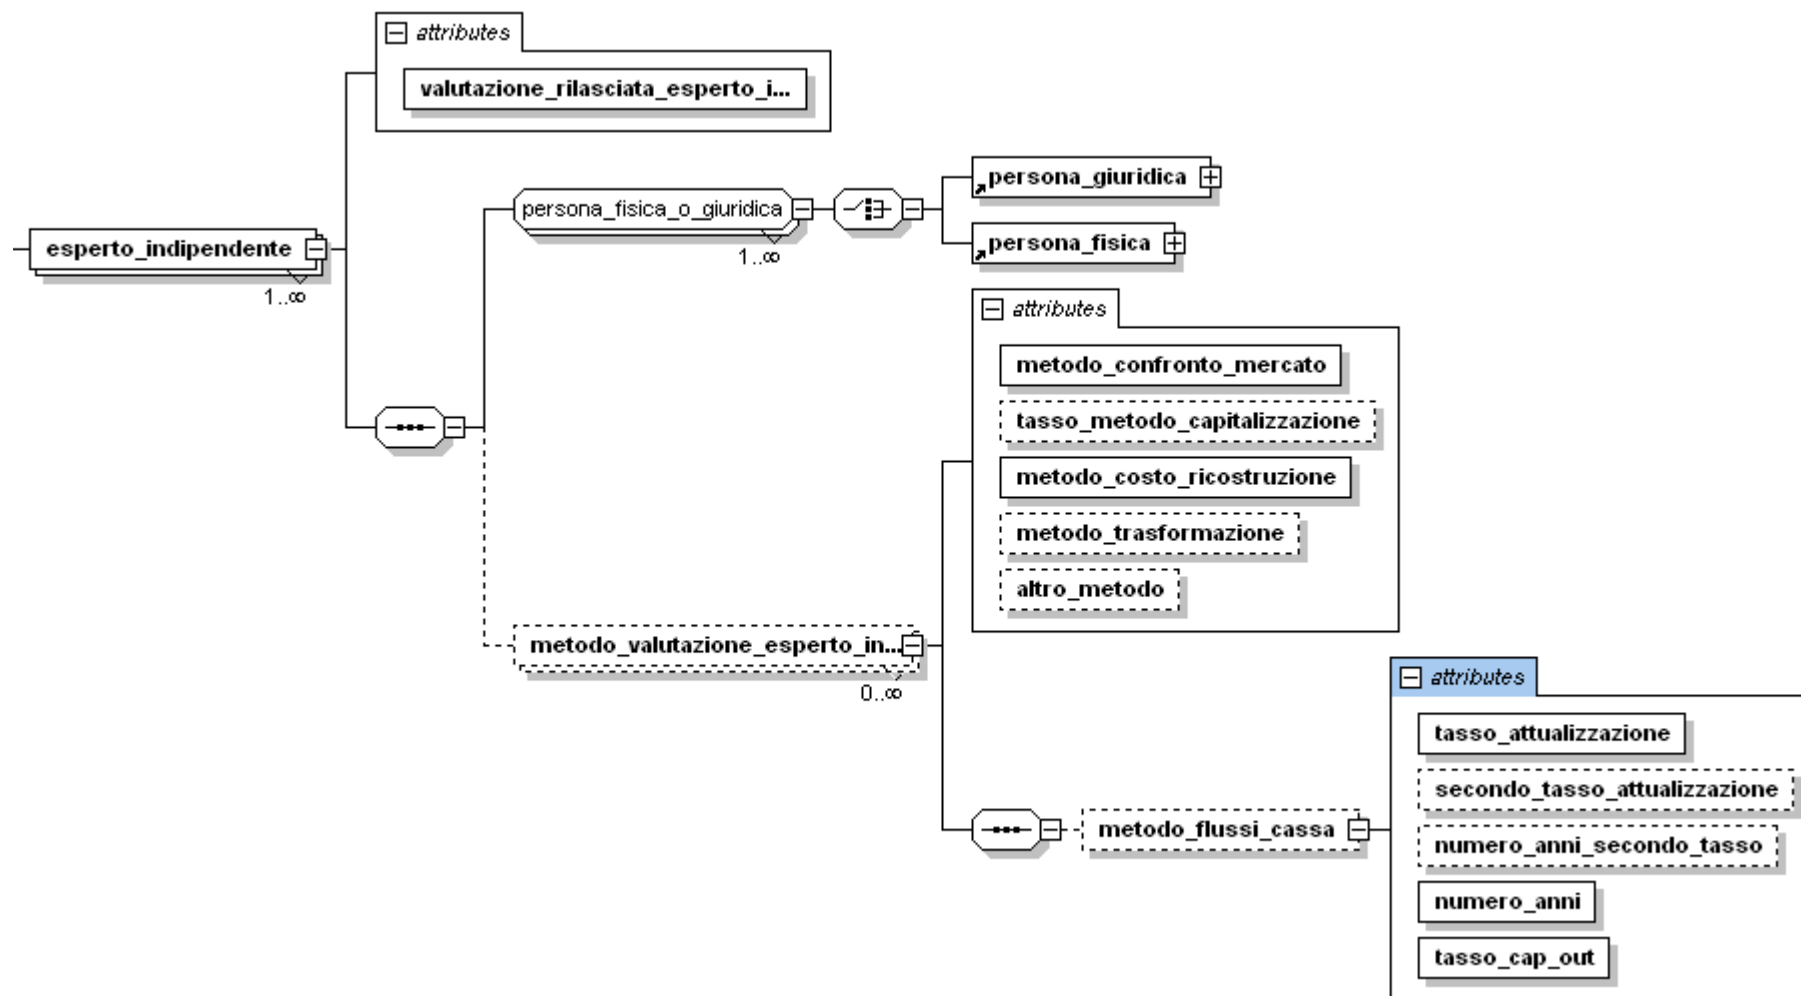 attributes
valutazione_rilasciata_esperto_i...
persona_giuridica
persona_fisica_o_giuridica
1..∞
persona_fisica
esperto_indipendente
1..∞
attributes
metodo_confronto_mercato
tasso_metodo_capitalizzazione
metodo_costo_ricostruzione
metodo_trasformazione
altro_metodo
metodo_valutazione_esperto_in...
0..∞
attributes
tasso_attualizzazione
secondo_tasso_attualizzazione
metodo_flussi_cassa
numero_anni_secondo_tasso
numero_anni
tasso_cap_out